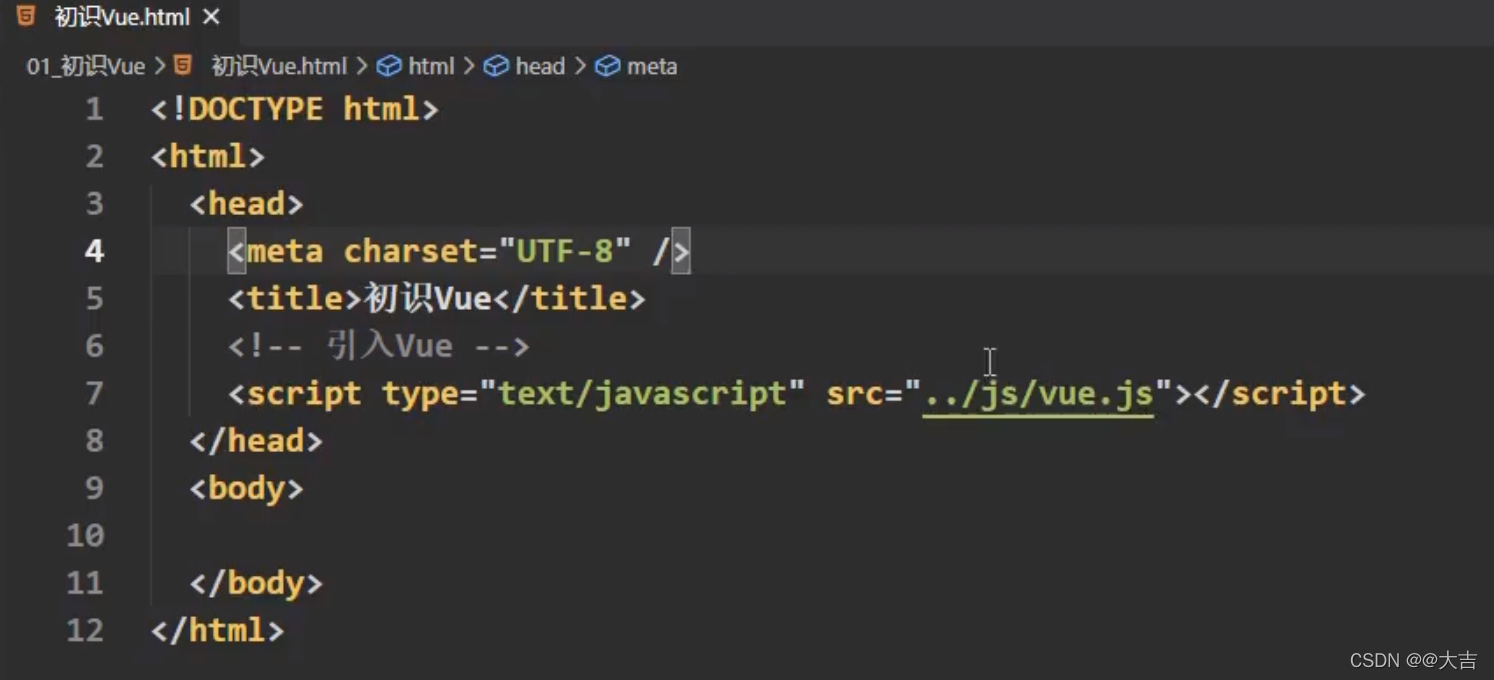 初识Vue.html ×
01_初识Vue > 初识Vue.html > html > head > meta
1 <!DOCTYPE html>
2 <html>
3 <head>
4 <meta charset="UTF-8" />
5 <title>初识Vue</title>
6 <!-- 引入Vue -->
7 <script type="text/javascript" src="../js/vue.js"></script>
8 </head>
9 <body>
10
11 </body>
12 </html>
CSDN @@大吉